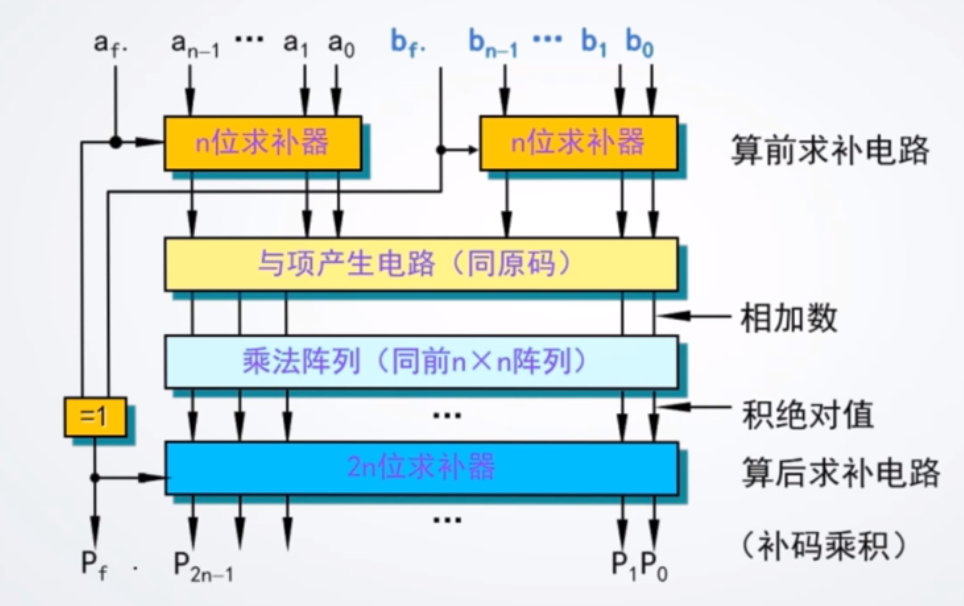 a_f. a_{n-1} ··· a_1 a_0 b_f. b_{n-1} ··· b_1 b_0
n位求补器 n位求补器 算前求补电路
与项产生电路（同原码）
相加数
乘法阵列（同前n×n阵列）
=1 ··· 积绝对值
2n位求补器 算后求补电路
···
（补码乘积）
P_f . P_{2n-1} P_1 P_0